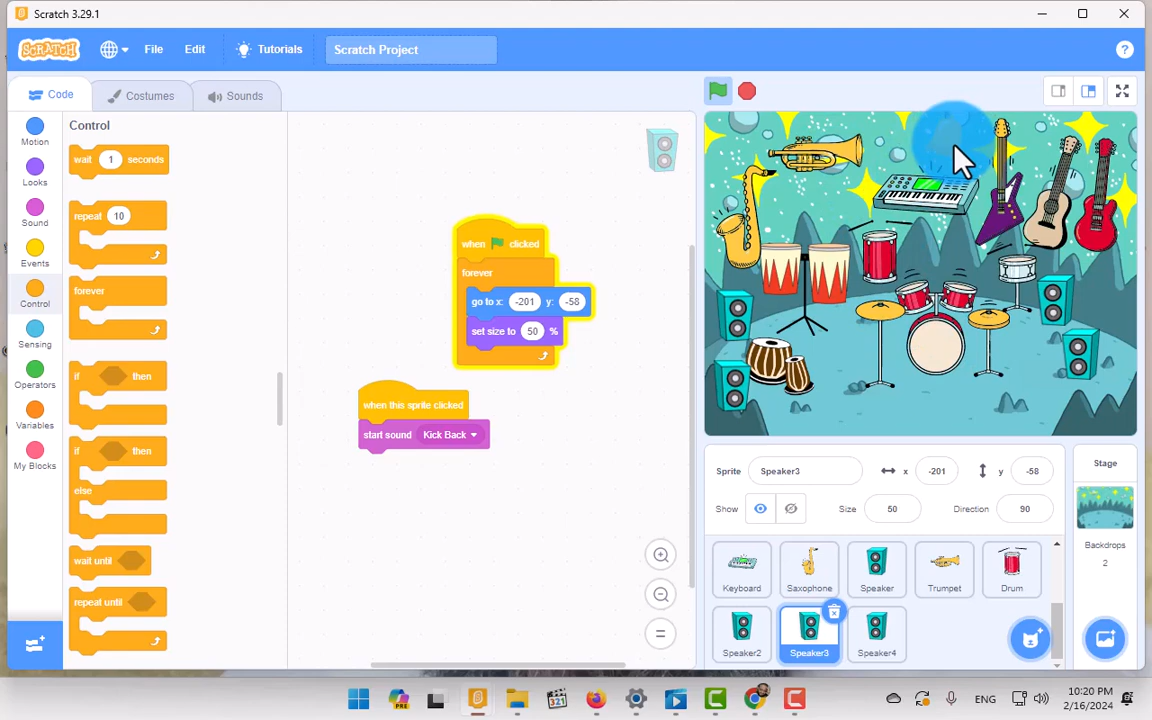 Scratch 3.29.1
SCRATCH
File
Edit
Tutorials
Scratch Project
?
Code
Costumes
Sounds
Motion
Looks
Sound
Events
Control
Sensing
Operators
Variables
My Blocks
Control
wait 1 seconds
repeat 10
forever
if then
if then
else
wait until
repeat until
when clicked
forever
go to x: -201 y: -58
set size to 50 %
when this sprite clicked
start sound Kick Back
Sprite Speaker3 x -201 y -58
Show Size 50 Direction 90
Keyboard
Saxophone
Speaker
Trumpet
Drum
Speaker2
Speaker3
Speaker4
Stage
Backdrops
2
PRE
321
ENG
10:20 PM
2/16/2024